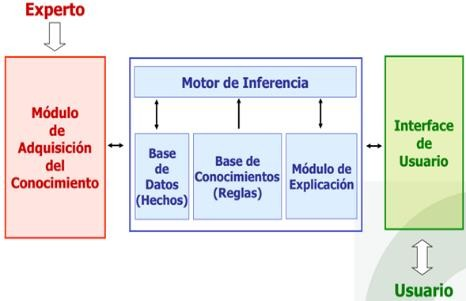 Experto
Módulo
de
Adquisición
del
Conocimiento
Motor de Inferencia
Base
de
Datos
(Hechos)
Base de
Conocimientos
(Reglas)
Módulo de
Explicación
Interface
de
Usuario
Usuario